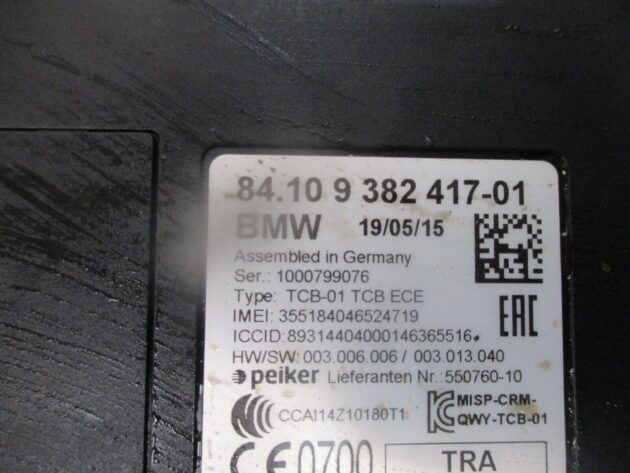 84.10 9 382 417-01
BMW 19/05/15
Assembled in Germany
Ser.: 1000799076
Type: TCB-01 TCB ECE
IMEI: 355184046524719
EAC
ICCID:89314404000146365516.
HW/SW: 003.006.006 / 003.013.040
peiker Lieferanten Nr.:550760-10
CCAI14Z10180T1
MISP-CRM-
QWY-TCB-01
CE0700 TRA